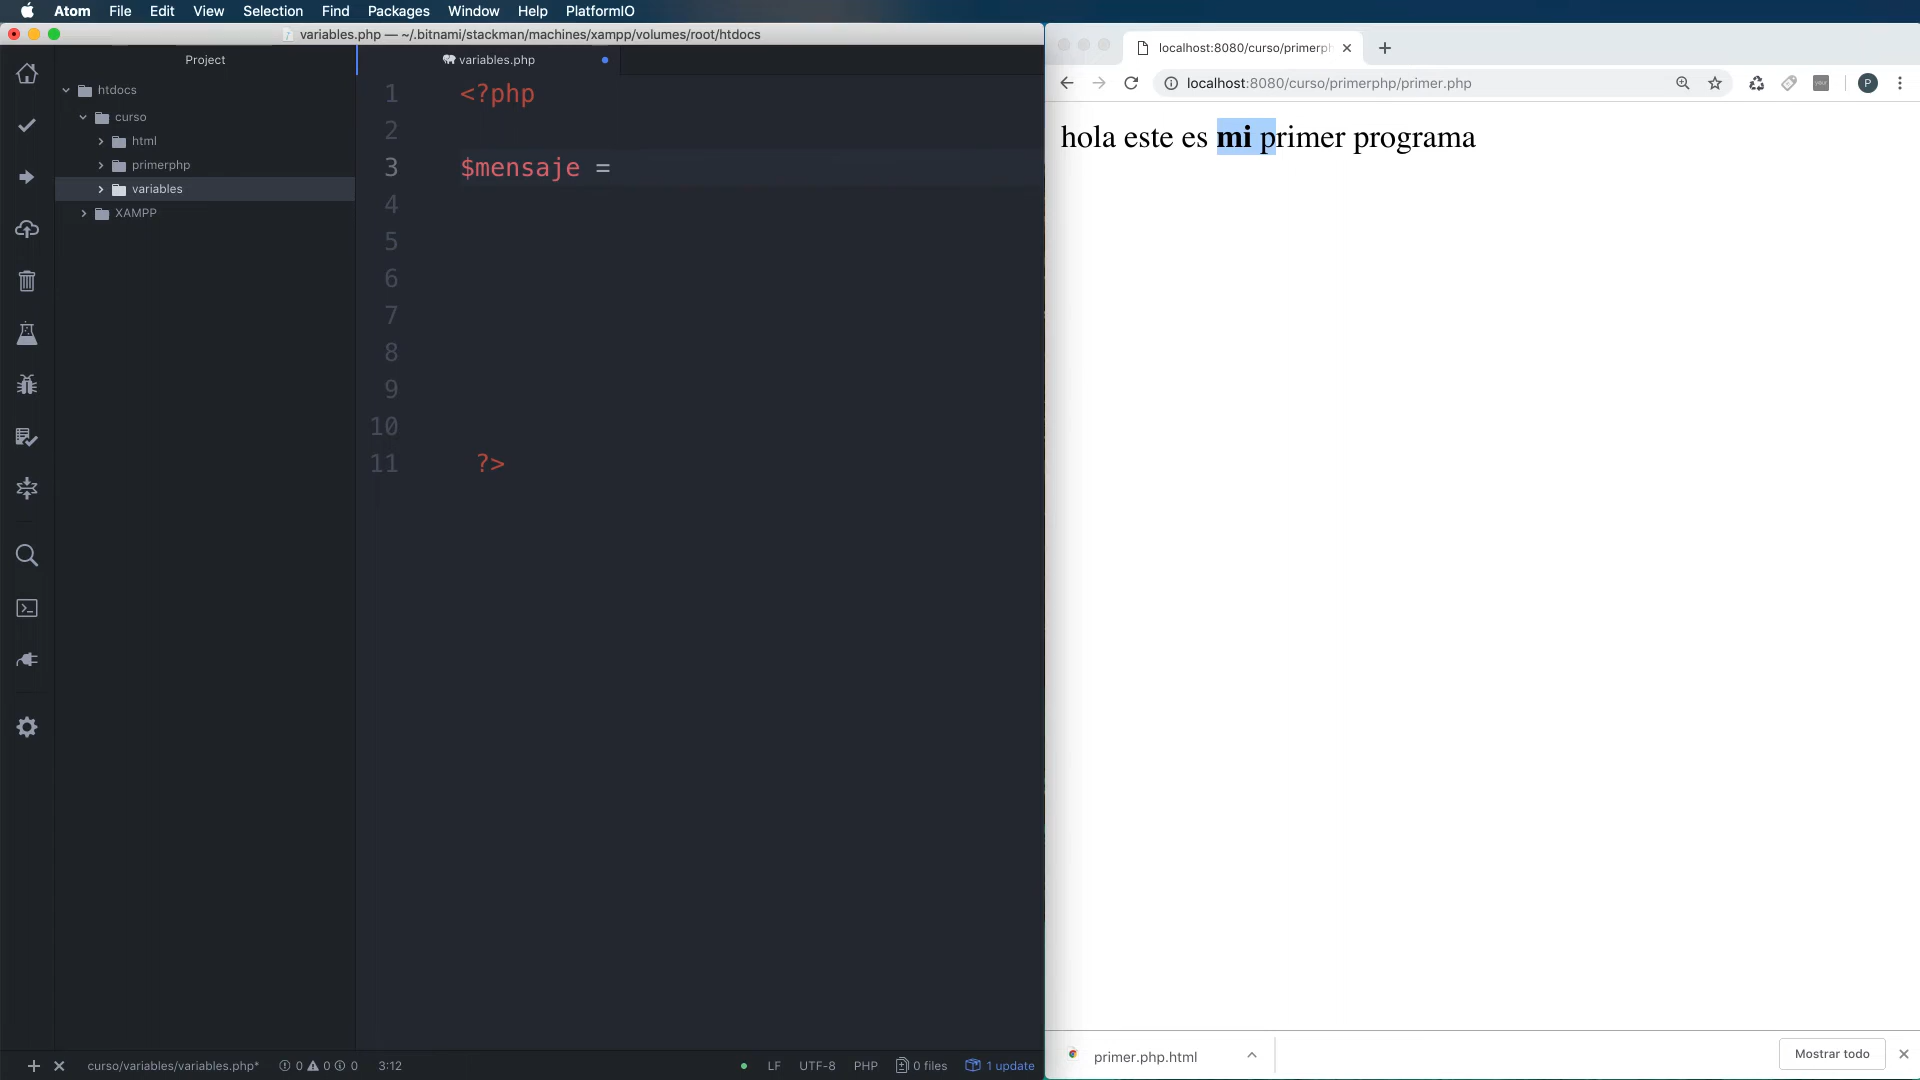 Atom File Edit View Selection Find Packages Window Help PlatformIO
variables.php — ~/.bitnami/stackman/machines/xampp/volumes/root/htdocs
Project
variables.php
htdocs
curso
html
primerphp
variables
XAMPP
1 <?php
2
3 $mensaje =
4
5
6
7
8
9
10
11 ?>
curso/variables/variables.php* 0 0 0 3:12 LF UTF-8 PHP 0 files 1 update
localhost:8080/curso/primerph
localhost:8080/curso/primerphp/primer.php
P
hola este es mi primer programa
primer.php.html
Mostrar todo